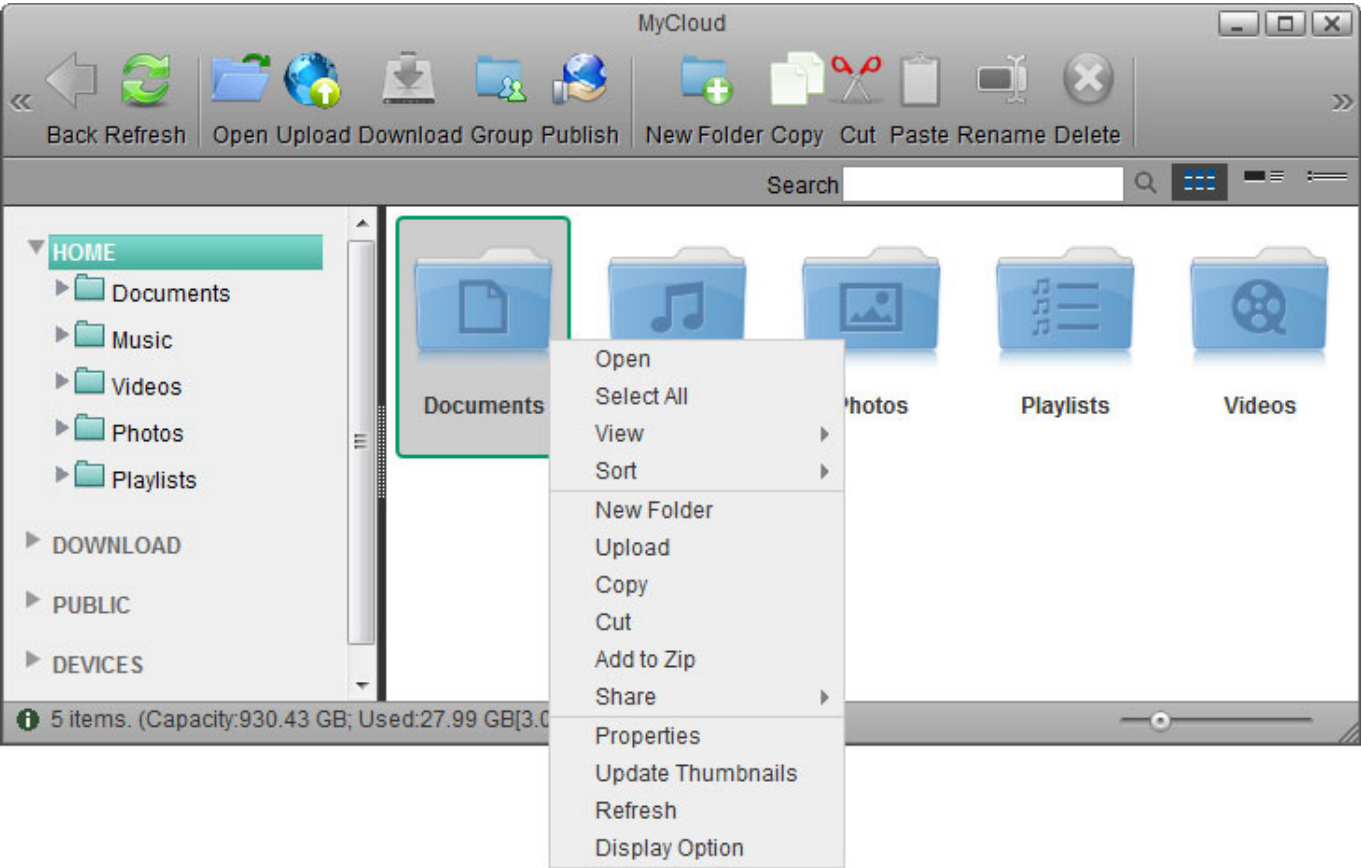 MyCloud
Back Refresh Open Upload Download Group Publish New Folder Copy Cut Paste Rename Delete
Search
HOME
Documents
Music
Videos
Photos
Playlists
DOWNLOAD
PUBLIC
DEVICES
Documents
Photos
Playlists
Videos
Open
Select All
View
Sort
New Folder
Upload
Copy
Cut
Add to Zip
Share
Properties
Update Thumbnails
Refresh
Display Option
5 items. (Capacity:930.43 GB; Used:27.99 GB[3.0